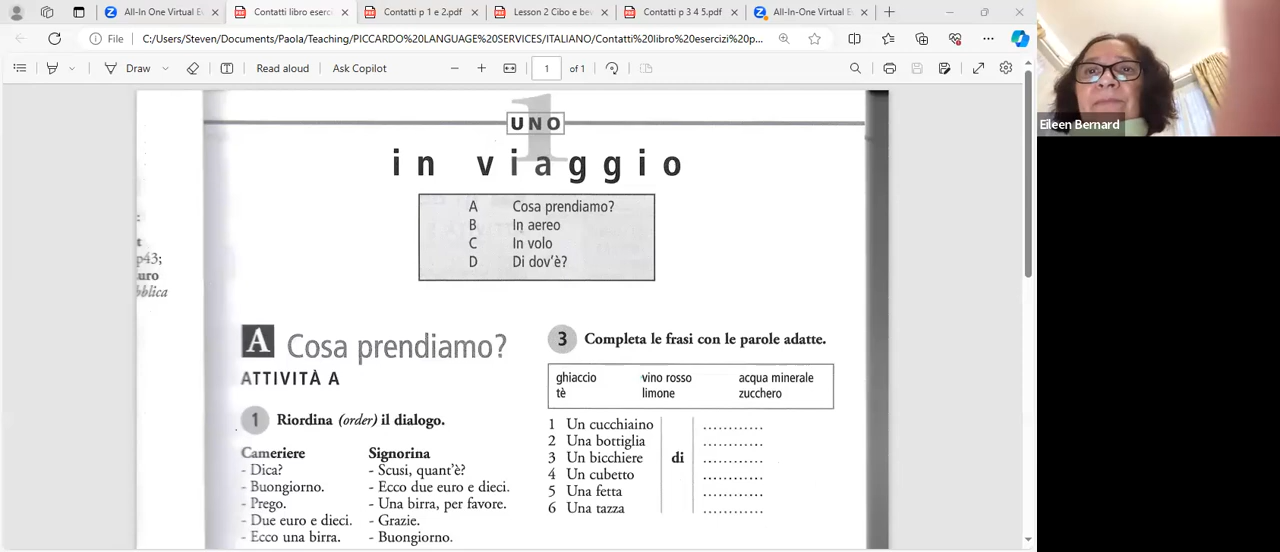 All-In One Virtual E
Contatti libro eserci
Contatti p 1 e 2.pdf
Lesson 2 Cibo e bev
Contatti p 3 4 5.pdf
All-In-One Virtual E
File
C:/Users/Steven/Documents/Paola/Teaching/PICCARDO%20LANGUAGE%20SERVICES/ITALIANO/Contatti%20libro%20esercizi%20p...
Draw
Read aloud
Ask Copilot
1
of 1
Eileen Bernard
1
UNO
in viaggio
A Cosa prendiamo?
B In aereo
C In volo
D Di dov'è?
p43;
uro
bblica
A Cosa prendiamo?
ATTIVITÀ A
1 Riordina (order) il dialogo.
Cameriere
- Dica?
- Buongiorno.
- Prego.
- Due euro e dieci.
- Ecco una birra.
Signorina
- Scusi, quant'è?
- Ecco due euro e dieci.
- Una birra, per favore.
- Grazie.
- Buongiorno.
3 Completa le frasi con le parole adatte.
ghiaccio vino rosso acqua minerale
tè limone zucchero
1 Un cucchiaino ............
2 Una bottiglia ............
3 Un bicchiere di ............
4 Un cubetto ............
5 Una fetta ............
6 Una tazza ............